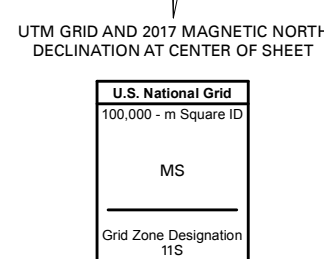 UTM GRID AND 2017 MAGNETIC NORTH
DECLINATION AT CENTER OF SHEET
U.S. National Grid
100,000 - m Square ID
MS
Grid Zone Designation
11S